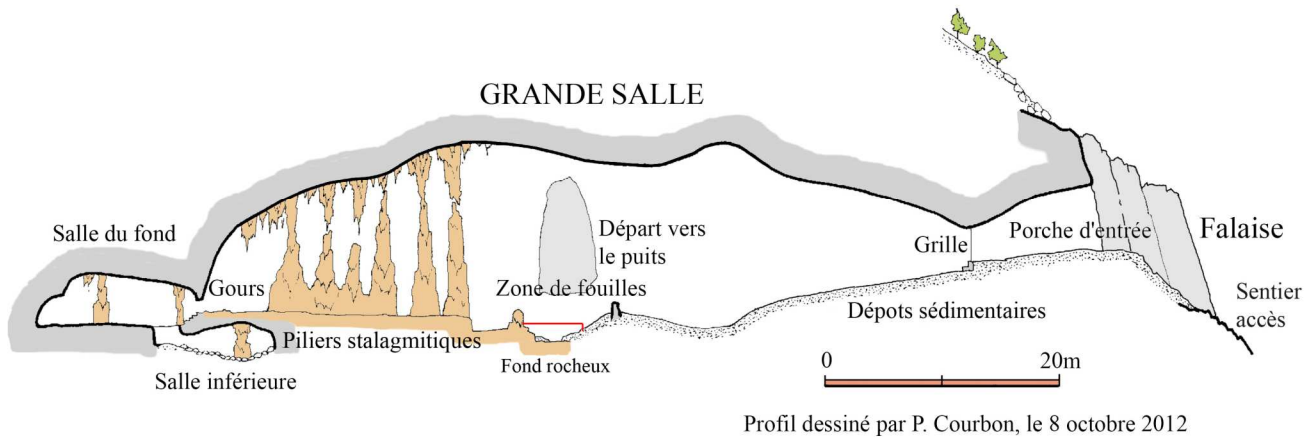 GRANDE SALLE
Salle du fond
Gours
Départ vers
le puits
Zone de fouilles
Grille
Porche d'entrée
Falaise
Piliers stalagmitiques
Dépots sédimentaires
Sentier
accès
Salle inférieure
Fond rocheux
0
20m
Profil dessiné par P. Courbon, le 8 octobre 2012